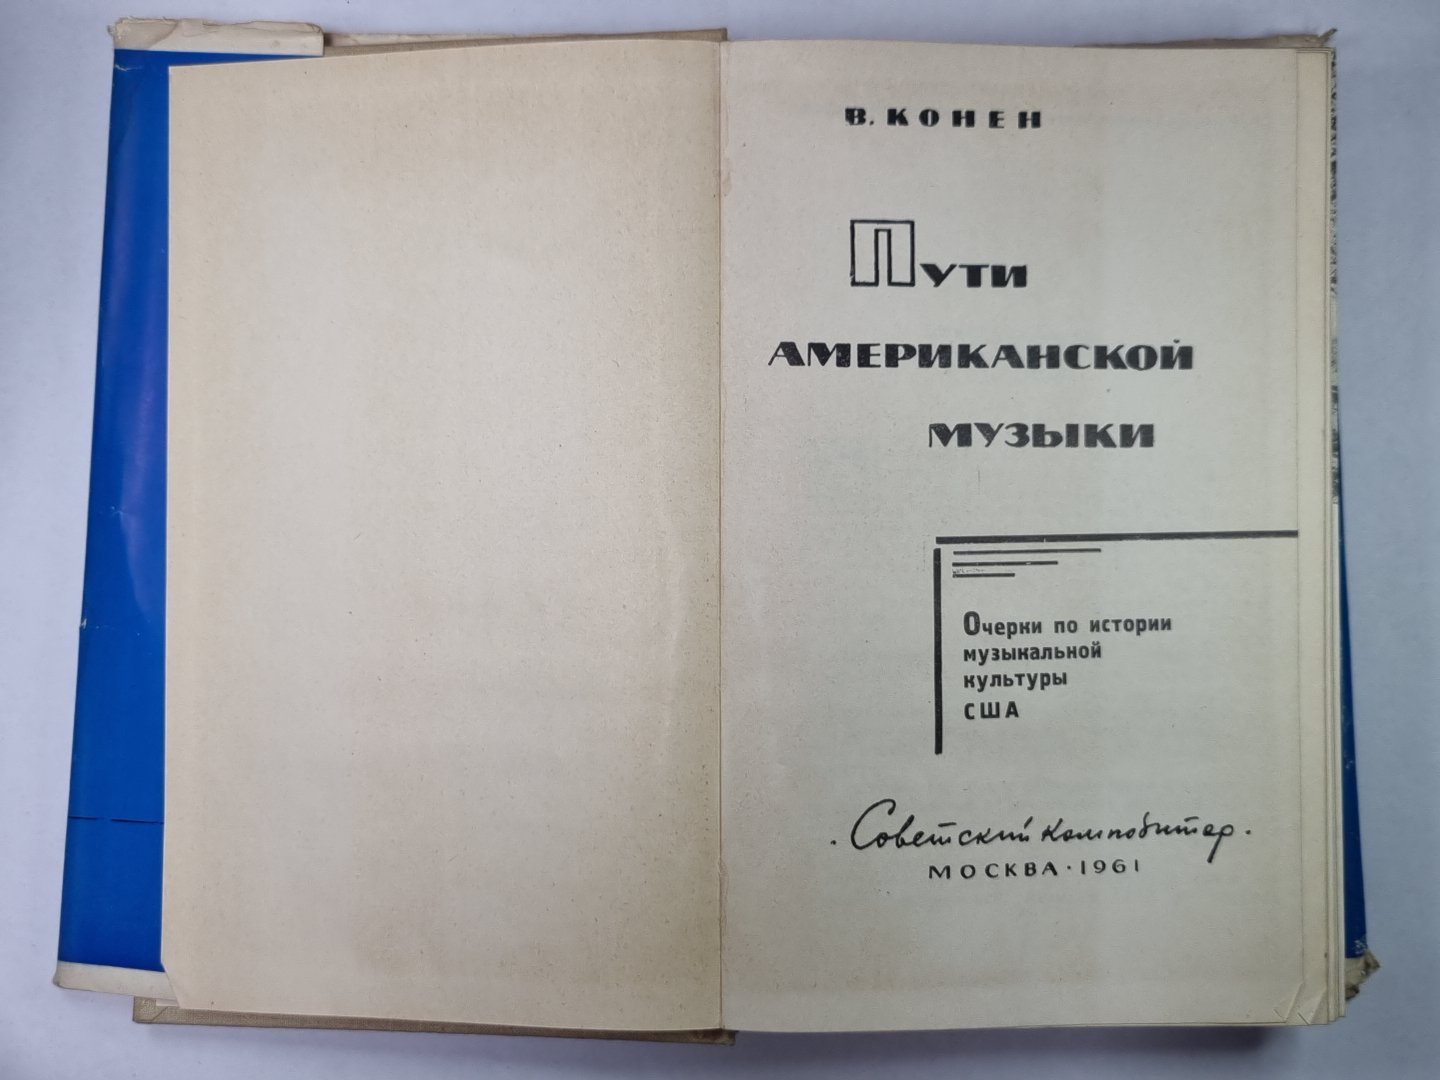 В. КОНЕН
ПУТИ
АМЕРИКАНСКОЙ
МУЗЫКИ
Очерки по истории
музыкальной
культуры
США
· Советский композитор ·
МОСКВА · 1961